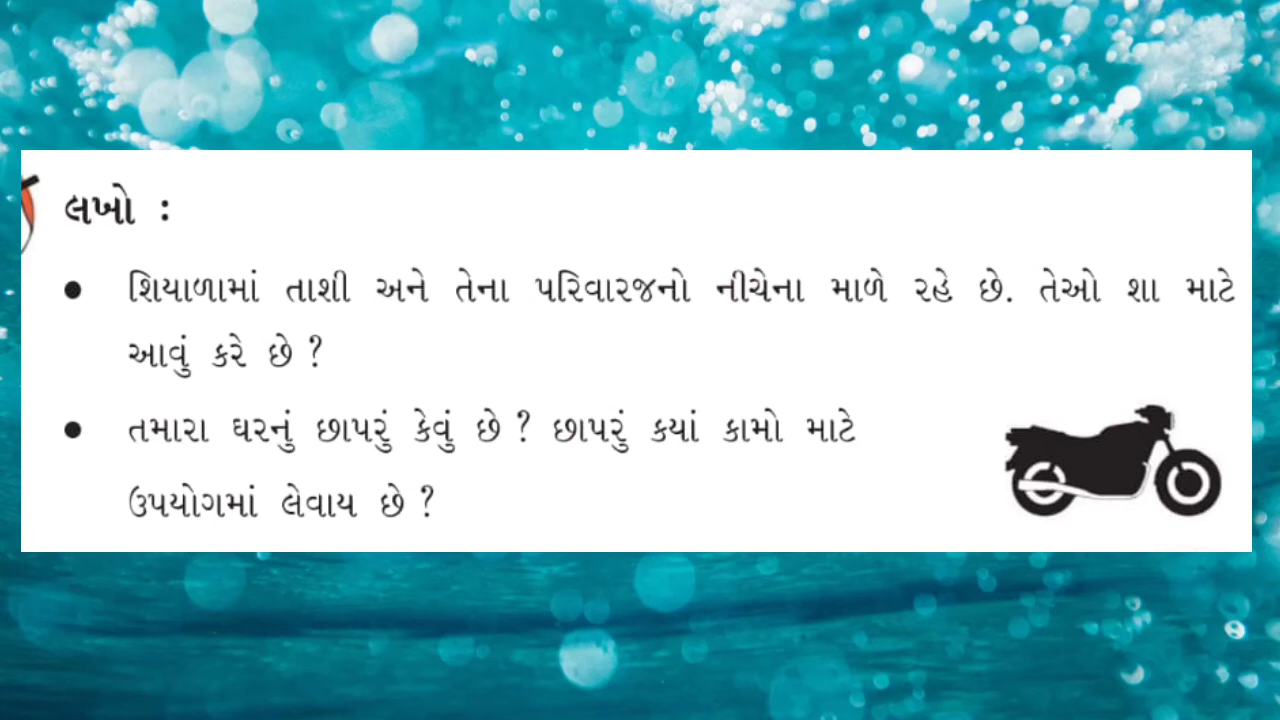 લખો :
● શિયાળામાં તાશી અને તેના પરિવારજનો નીચેના માળે રહે છે. તેઓ શા માટે
આવું કરે છે ?
● તમારા ઘરનું છાપરું કેવું છે ? છાપરું કયાં કામો માટે
ઉપયોગમાં લેવાય છે ?